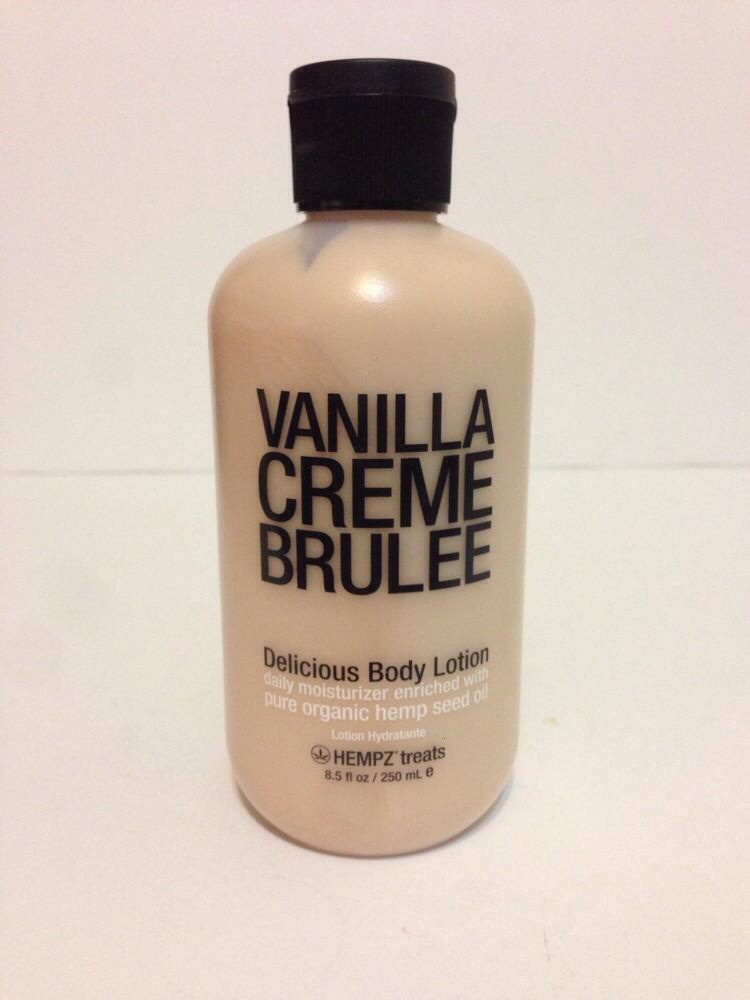 VANILLA
CREME
BRULEE
Delicious Body Lotion
daily moisturizer enriched with
pure organic hemp seed oil
Lotion Hydratante
HEMPZ® treats
8.5 fl oz / 250 mL ℮